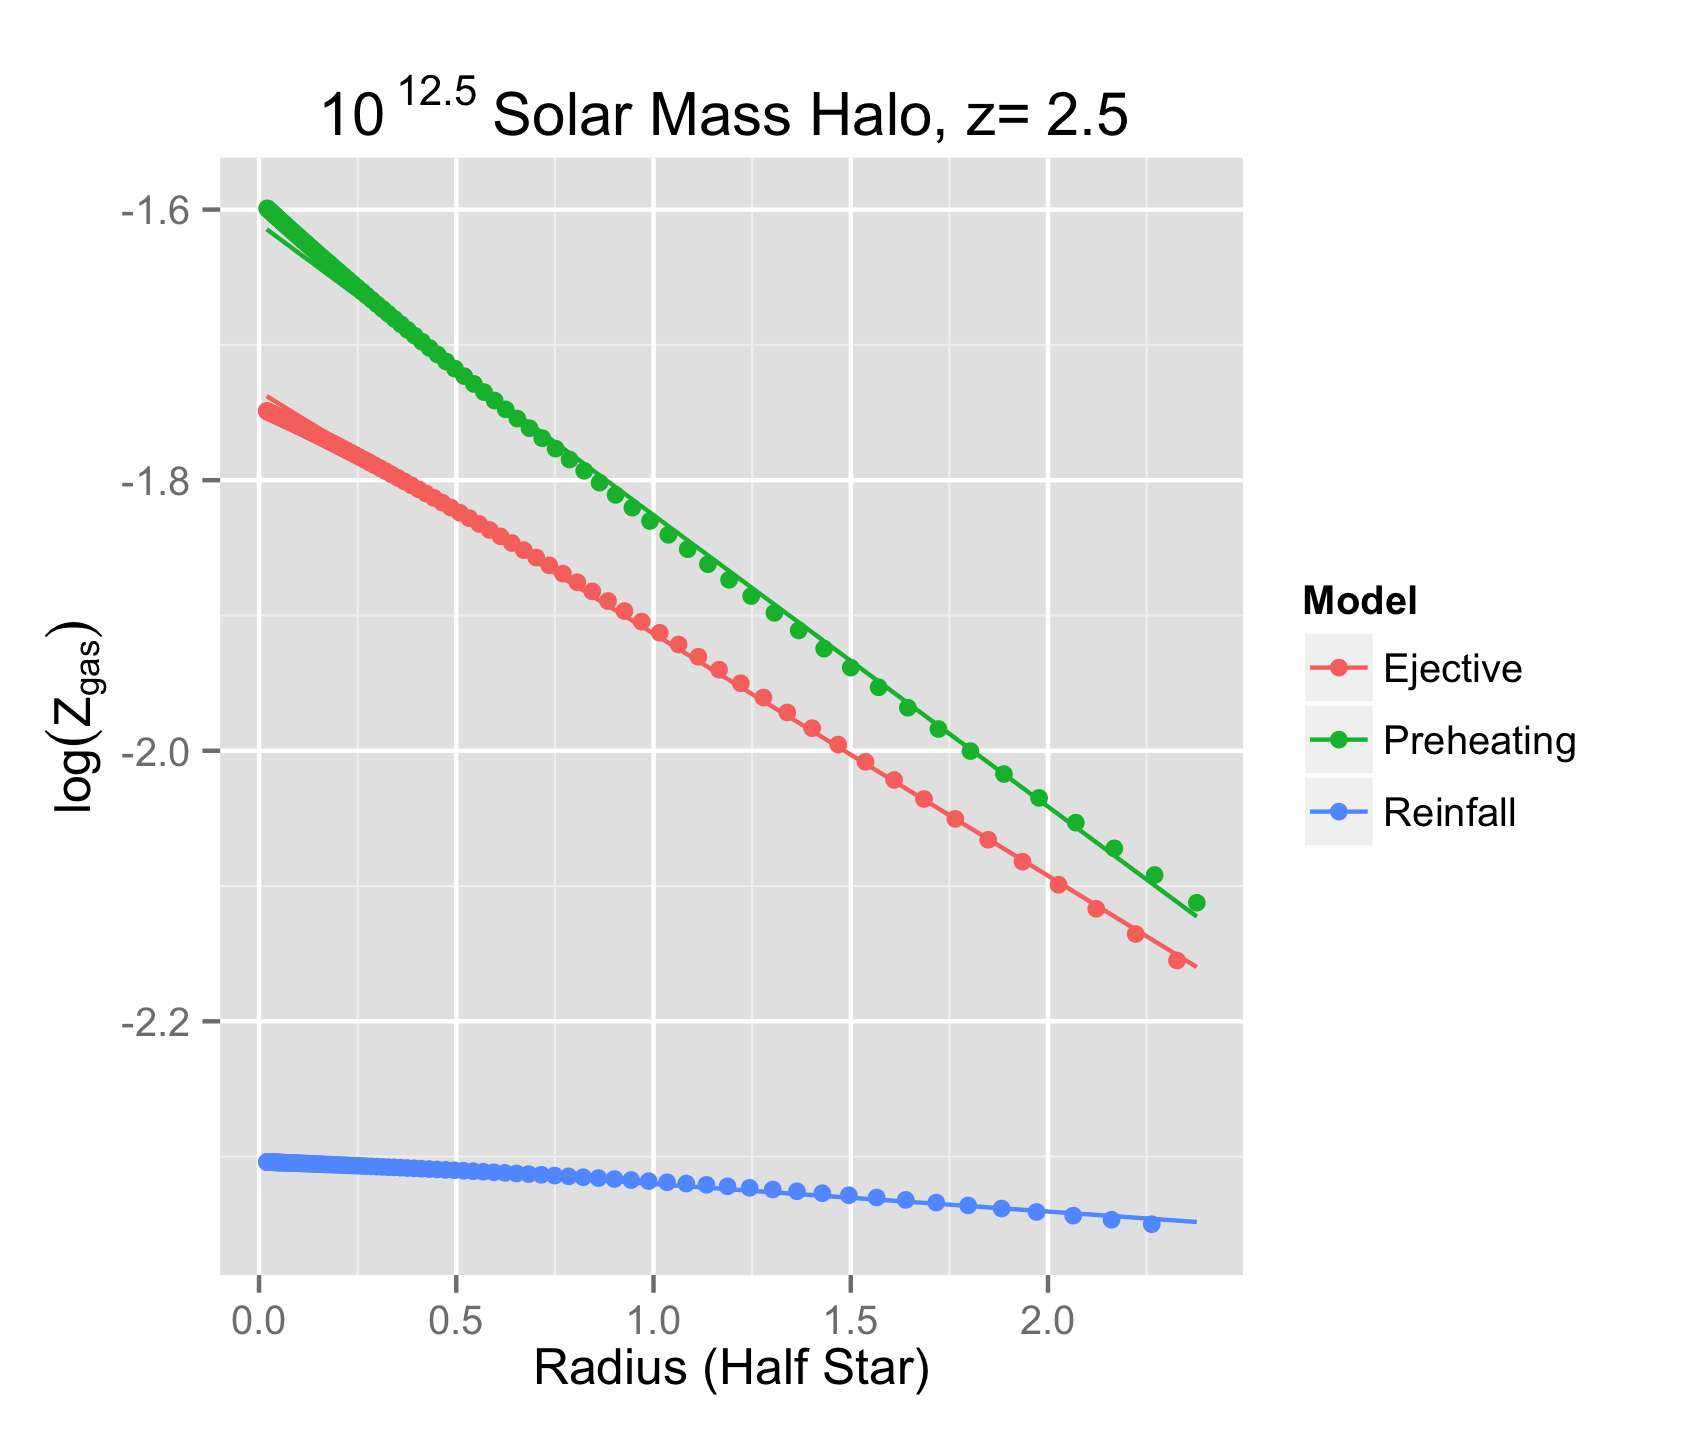 10 12.5 Solar Mass Halo, z= 2.5
-1.6
-1.8
-2.0
-2.2
log(Zgas)
0.0 0.5 1.0 1.5 2.0
Radius (Half Star)
Model
Ejective
Preheating
Reinfall